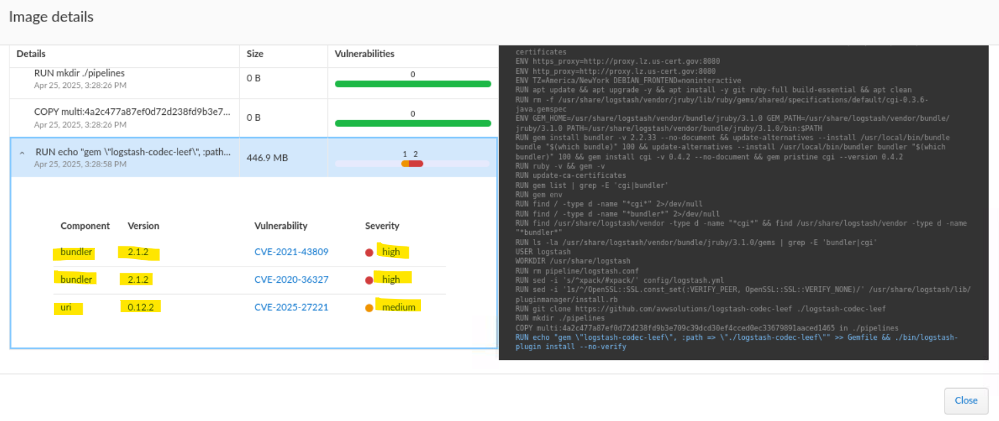 Image details
Details Size Vulnerabilities
RUN mkdir ./pipelines
Apr 25, 2025, 3:28:26 PM
0 B
0
COPY multi:4a2c477a87ef0d72d238fd9b3e7...
Apr 25, 2025, 3:28:26 PM
0 B
0
RUN echo "gem \"logstash-codec-leef\", :path...
Apr 25, 2025, 3:28:58 PM
446.9 MB
1 2
Component Version Vulnerability Severity
bundler 2.1.2 CVE-2021-43809 high
bundler 2.1.2 CVE-2020-36327 high
uri 0.12.2 CVE-2025-27221 medium
certificates
ENV https_proxy=http://proxy.lz.us-cert.gov:8080
ENV http_proxy=http://proxy.lz.us-cert.gov:8080
ENV TZ=America/NewYork DEBIAN_FRONTEND=noninteractive
RUN apt update && apt upgrade -y && apt install -y git ruby-full build-essential && apt clean
RUN rm -f /usr/share/logstash/vendor/jruby/lib/ruby/gems/shared/specifications/default/cgi-0.3.6-
java.gemspec
ENV GEM_HOME=/usr/share/logstash/vendor/bundle/jruby/3.1.0 GEM_PATH=/usr/share/logstash/vendor/bundle/
jruby/3.1.0 PATH=/usr/share/logstash/vendor/bundle/jruby/3.1.0/bin:$PATH
RUN gem install bundler -v 2.2.33 --no-document && update-alternatives --install /usr/local/bin/bundle
bundle "$(which bundle)" 100 && update-alternatives --install /usr/local/bin/bundler bundler "$(which
bundler)" 100 && gem install cgi -v 0.4.2 --no-document && gem pristine cgi --version 0.4.2
RUN ruby -v && gem -v
RUN update-ca-certificates
RUN gem list | grep -E 'cgi|bundler'
RUN gem env
RUN find / -type d -name "*cgi*" 2>/dev/null
RUN find / -type d -name "*bundler*" 2>/dev/null
RUN find /usr/share/logstash/vendor -type d -name "*cgi*" && find /usr/share/logstash/vendor -type d -name
"*bundler*"
RUN ls -la /usr/share/logstash/vendor/bundle/jruby/3.1.0/gems | grep -E 'bundler|cgi'
USER logstash
WORKDIR /usr/share/logstash
RUN rm pipeline/logstash.conf
RUN sed -i 's/^xpack/#xpack/' config/logstash.yml
RUN sed -i '1s/^/OpenSSL::SSL.const_set(:VERIFY_PEER, OpenSSL::SSL::VERIFY_NONE)/' /usr/share/logstash/lib/
pluginmanager/install.rb
RUN git clone https://github.com/avwsolutions/logstash-codec-leef ./logstash-codec-leef
RUN mkdir ./pipelines
COPY multi:4a2c477a87ef0d72d238fd9b3e709c39dcd30ef4cced0ec33679891aaced1465 in ./pipelines
RUN echo "gem \"logstash-codec-leef\", :path => \"./logstash-codec-leef\"" >> Gemfile && ./bin/logstash-
plugin install --no-verify
Close